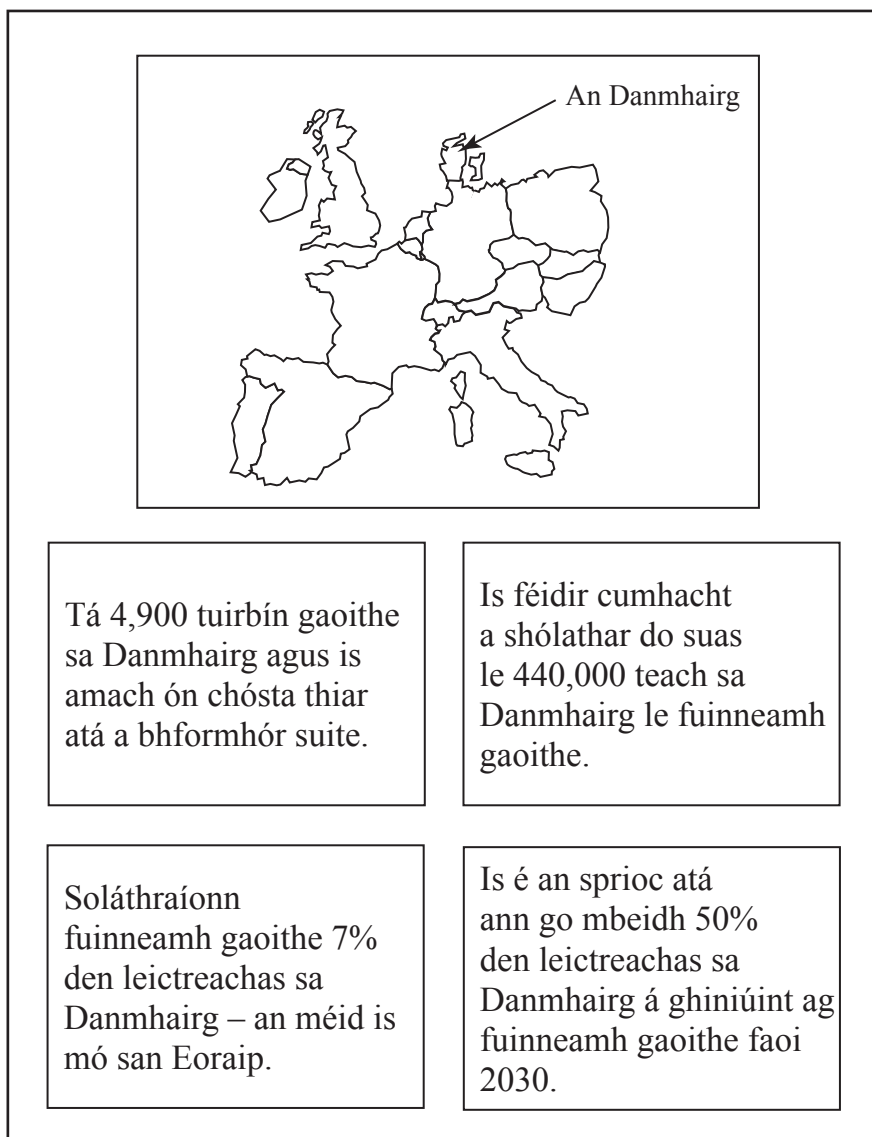 An Danmhairg
Tá 4,900 tuirbín gaoithe
sa Danmhairg agus is
amach ón chósta thiar
atá a bhformhór suite.
Is féidir cumhacht
a shólathar do suas
le 440,000 teach sa
Danmhairg le fuinneamh
gaoithe.
Soláthraíonn
fuinneamh gaoithe 7%
den leictreachas sa
Danmhairg – an méid is
mó san Eoraip.
Is é an sprioc atá
ann go mbeidh 50%
den leictreachas sa
Danmhairg á ghiniúint ag
fuinneamh gaoithe faoi
2030.